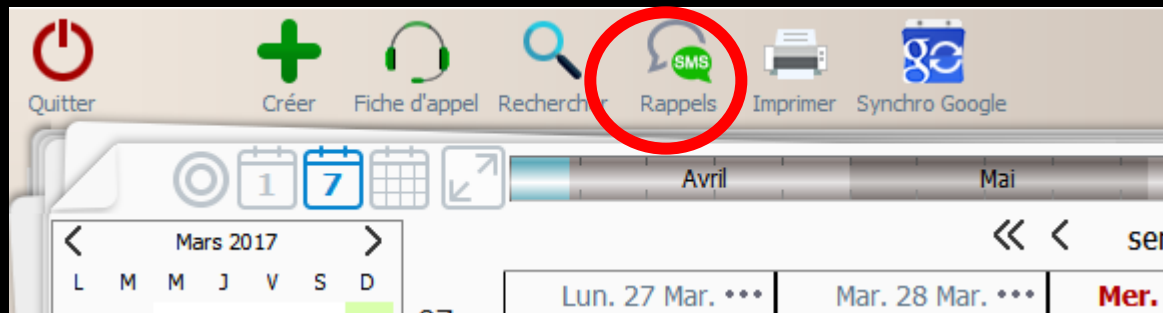 SMS
g
Quitter Créer Fiche d'appel Rechercher Rappels Imprimer Synchro Google
1 7
Avril Mai
Mars 2017
L M M J V S D
Lun. 27 Mar. ••• Mar. 28 Mar. ••• Mer.